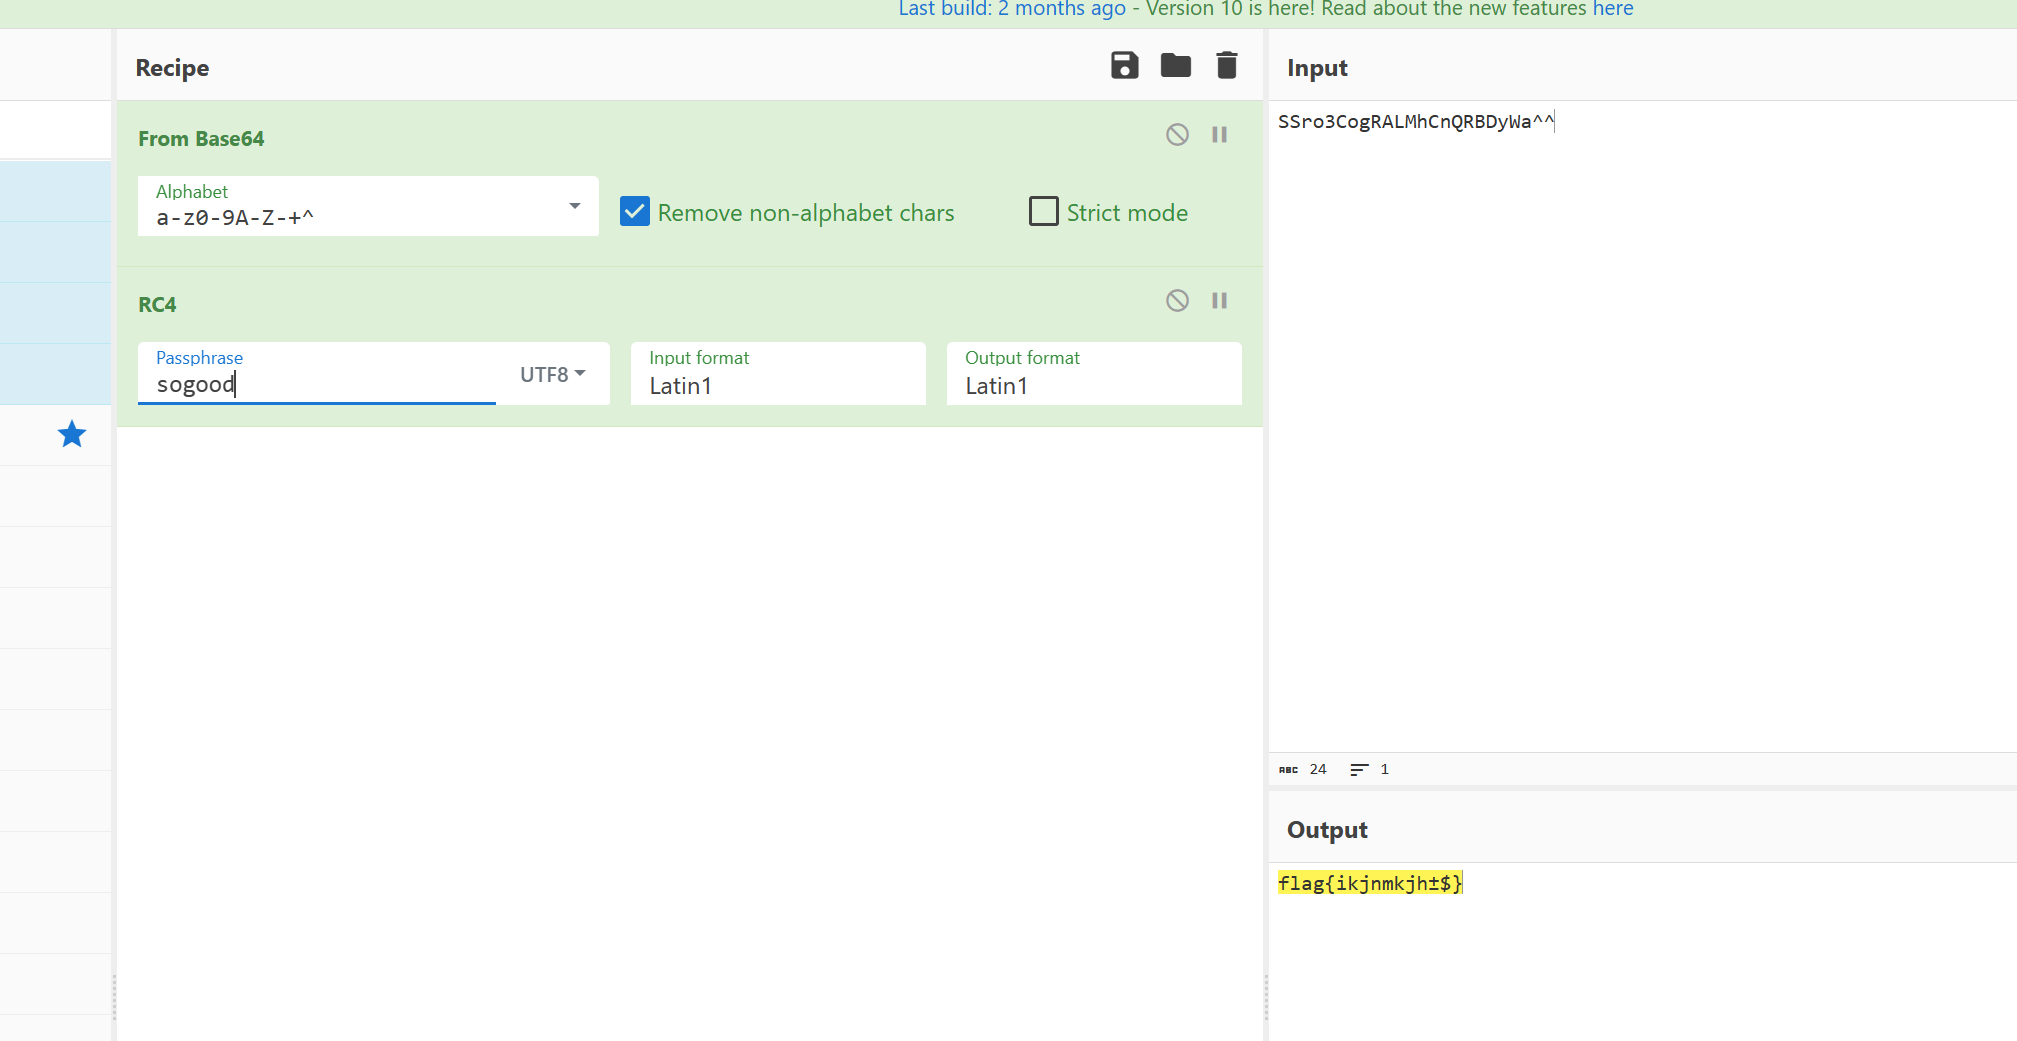 Last build: 2 months ago - Version 10 is here! Read about the new features here
Recipe
From Base64
Alphabet
a-z0-9A-Z-+^
Remove non-alphabet chars
Strict mode
RC4
Passphrase
sogood
UTF8
Input format
Latin1
Output format
Latin1
Input
SSro3CogRALMhCnQRBDyWa^^
ABC 24 1
Output
flag{ikjnmkjh±$}